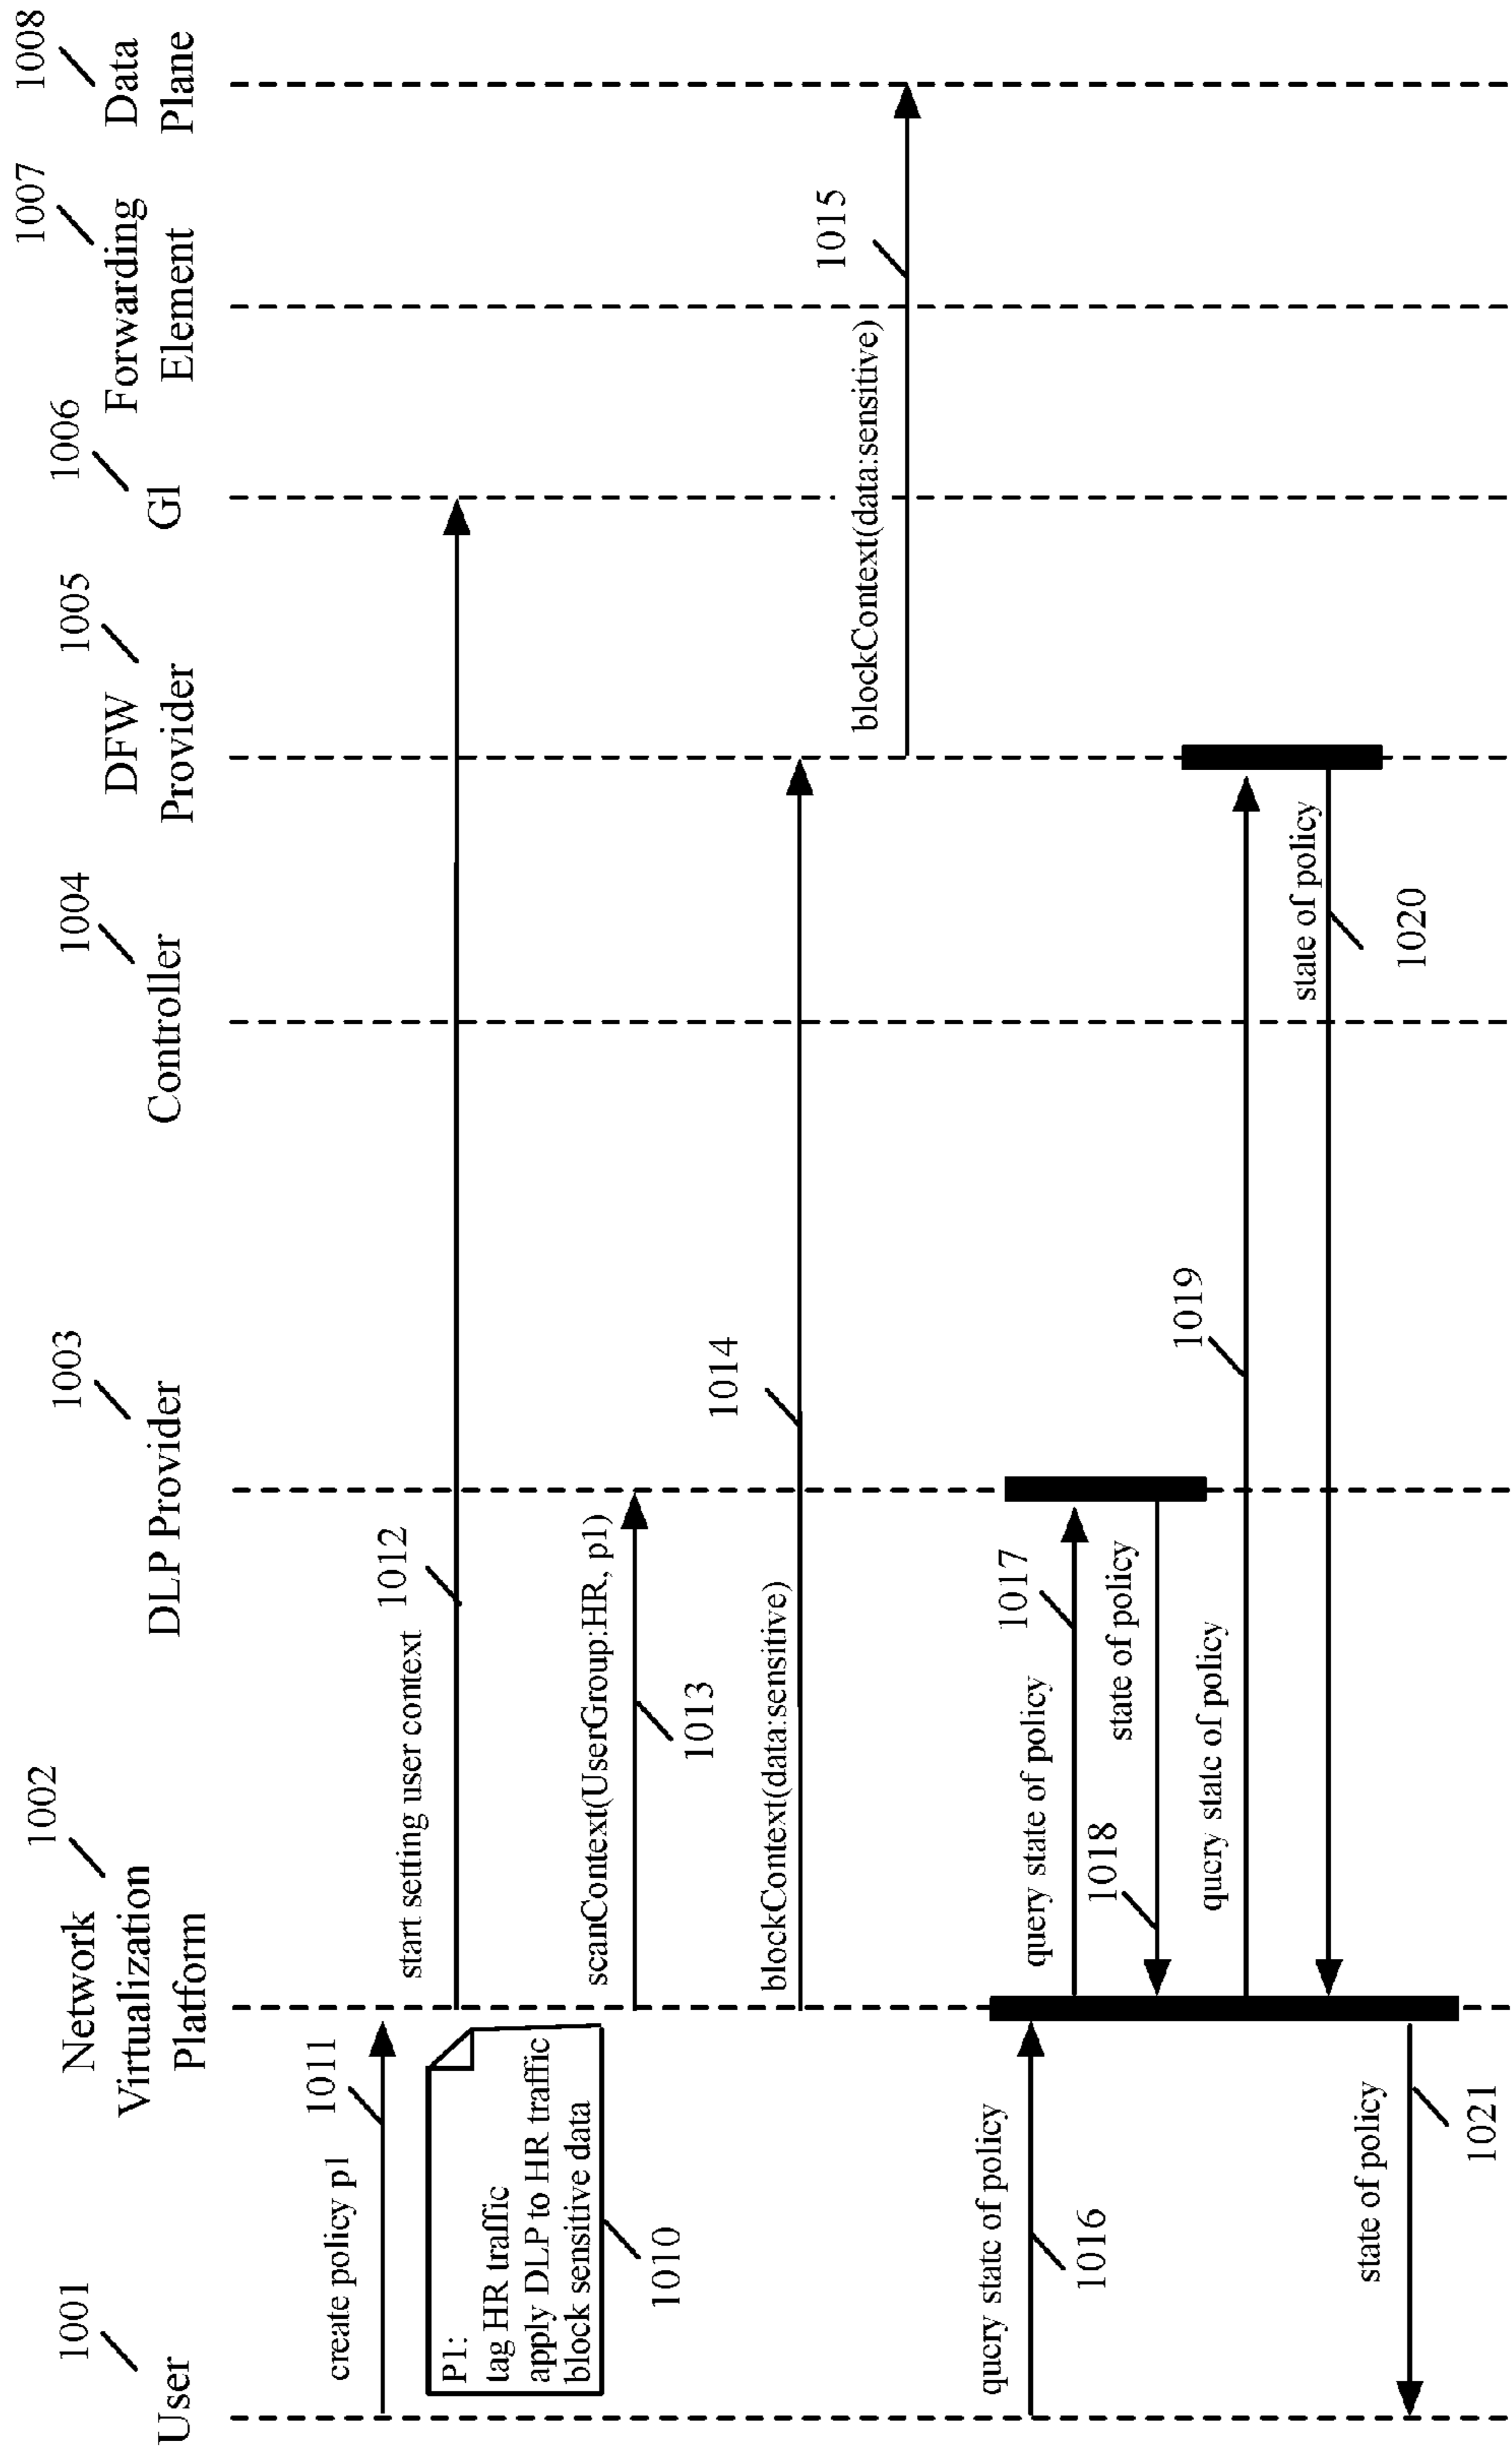 1001
User
1002
Network
Virtualization
Platform
1003
DLP Provider
1004
Controller
1005
DFW
Provider
1006
GI
1007
Forwarding
Element
1008
Data
Plane
create policy p1
1011
P1:
tag HR traffic
apply DLP to HR traffic
block sensitive data
1010
start setting user context
1012
scanContext(UserGroup:HR, p1)
1013
blockContext(data:sensitive)
1014
blockContext(data:sensitive)
1015
query state of policy
1016
query state of policy
1017
1018
state of policy
query state of policy
1019
state of policy
1020
state of policy
1021